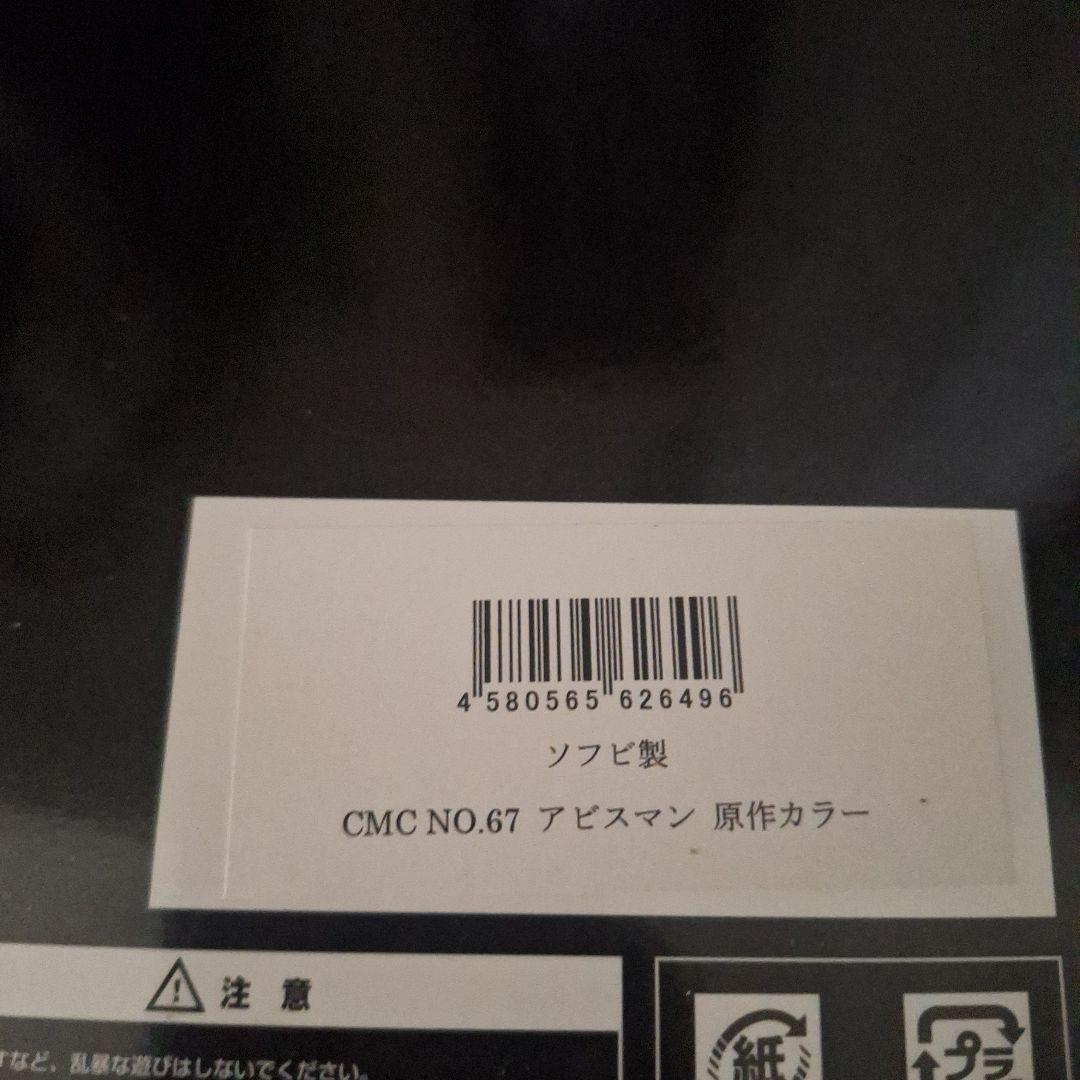 4 580565 626496
ソフビ製
CMC NO.67 アビスマン 原作カラー
注 意
すなど、乱暴な遊びはしないでください。
紙
プラ